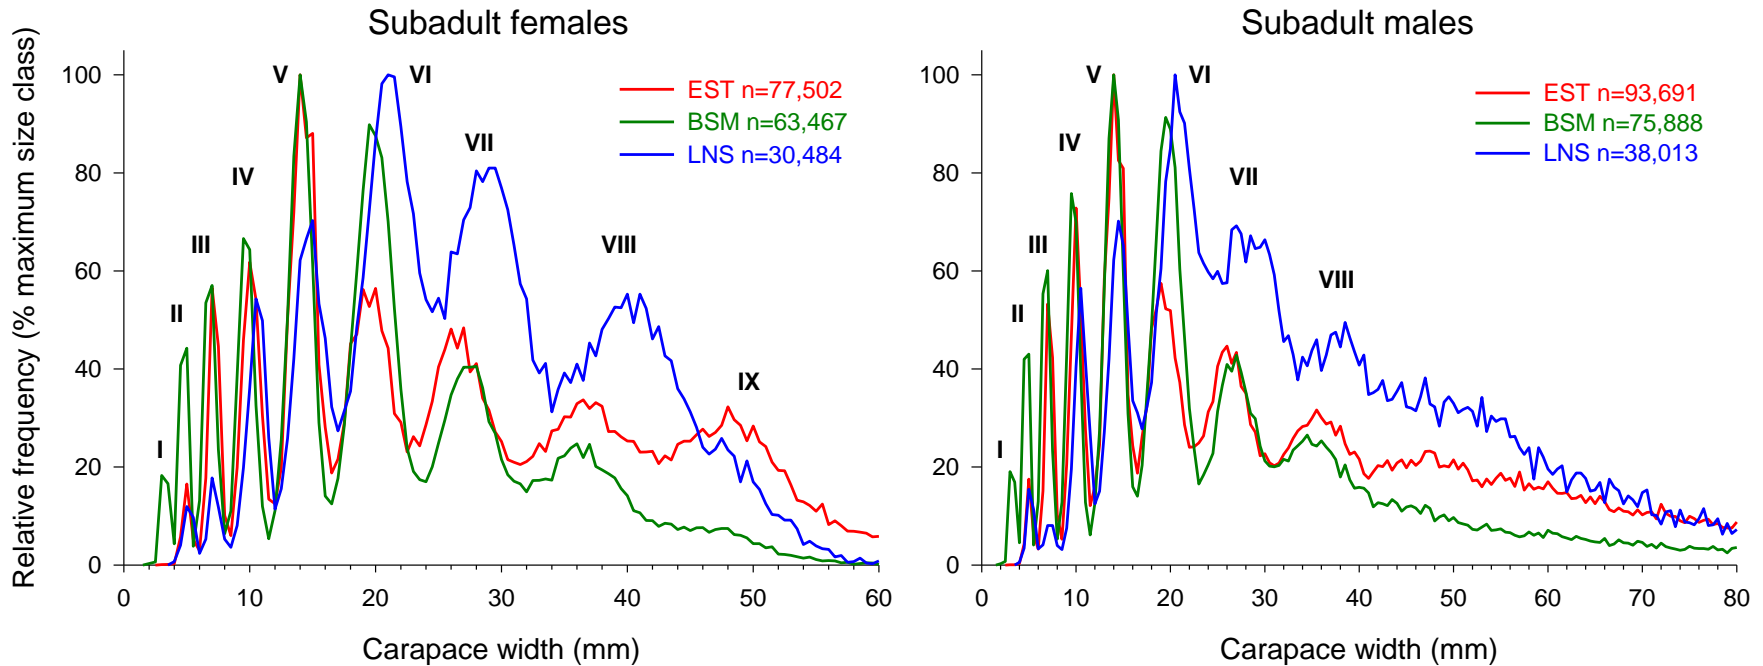 Subadult females
Relative frequency (% maximum size class)
100
80
60
40
20
0
I
II
III
IV
V
VI
VII
VIII
IX
EST n=77,502
BSM n=63,467
LNS n=30,484
0 10 20 30 40 50 60
Carapace width (mm)
Subadult males
100
80
60
40
20
0
I
II
III
IV
V
VI
VII
VIII
EST n=93,691
BSM n=75,888
LNS n=38,013
0 10 20 30 40 50 60 70 80
Carapace width (mm)